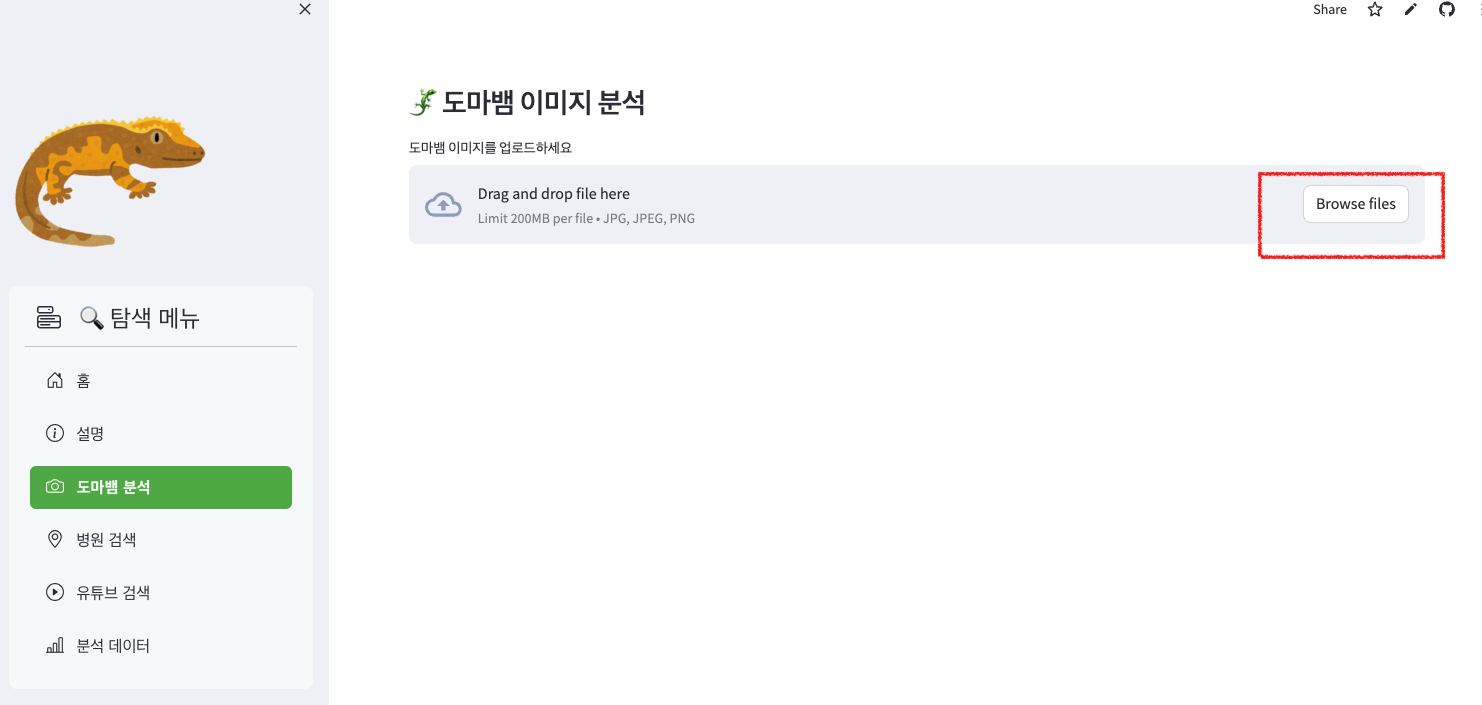 Share
🦎 도마뱀 이미지 분석
도마뱀 이미지를 업로드하세요
Drag and drop file here
Limit 200MB per file • JPG, JPEG, PNG
Browse files
🔍 탐색 메뉴
홈
설명
도마뱀 분석
병원 검색
유튜브 검색
분석 데이터